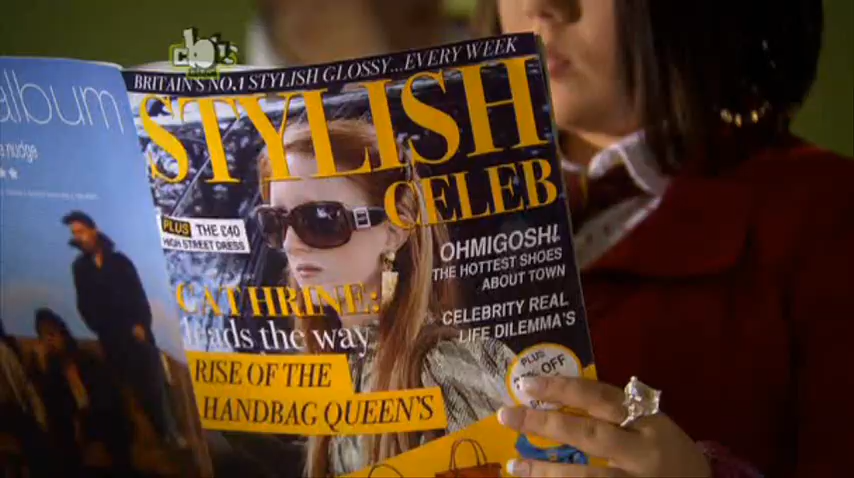 album
nudge
BRITAIN'S NO.1 STYLISH GLOSSY...EVERY WEEK
STYLISH
CELEB
PLUS THE £40
HIGH STREET DRESS
OHMIGOSH!
THE HOTTEST SHOES
ABOUT TOWN
CELEBRITY REAL
LIFE DILEMMA'S
CATHRINE:
leads the way
RISE OF THE
HANDBAG QUEEN'S
PLUS
OFF